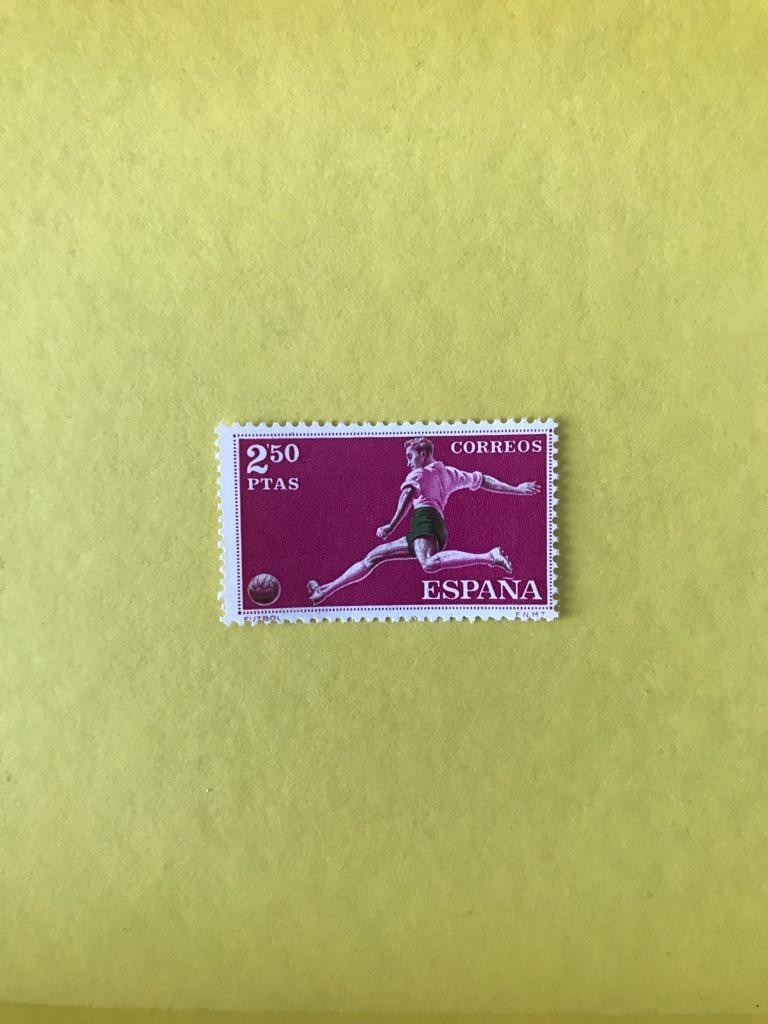 2'50
PTAS
CORREOS
ESPAÑA
FUTBOL
F.N.M.T.